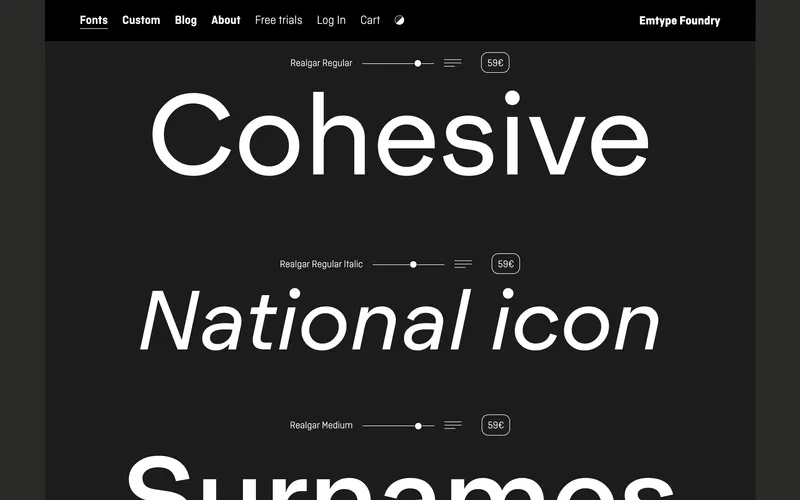 Fonts Custom Blog About Free trials Log In Cart Emtype Foundry
Realgar Regular 59€
Cohesive
Realgar Regular Italic 59€
National icon
Realgar Medium 59€
Surnames